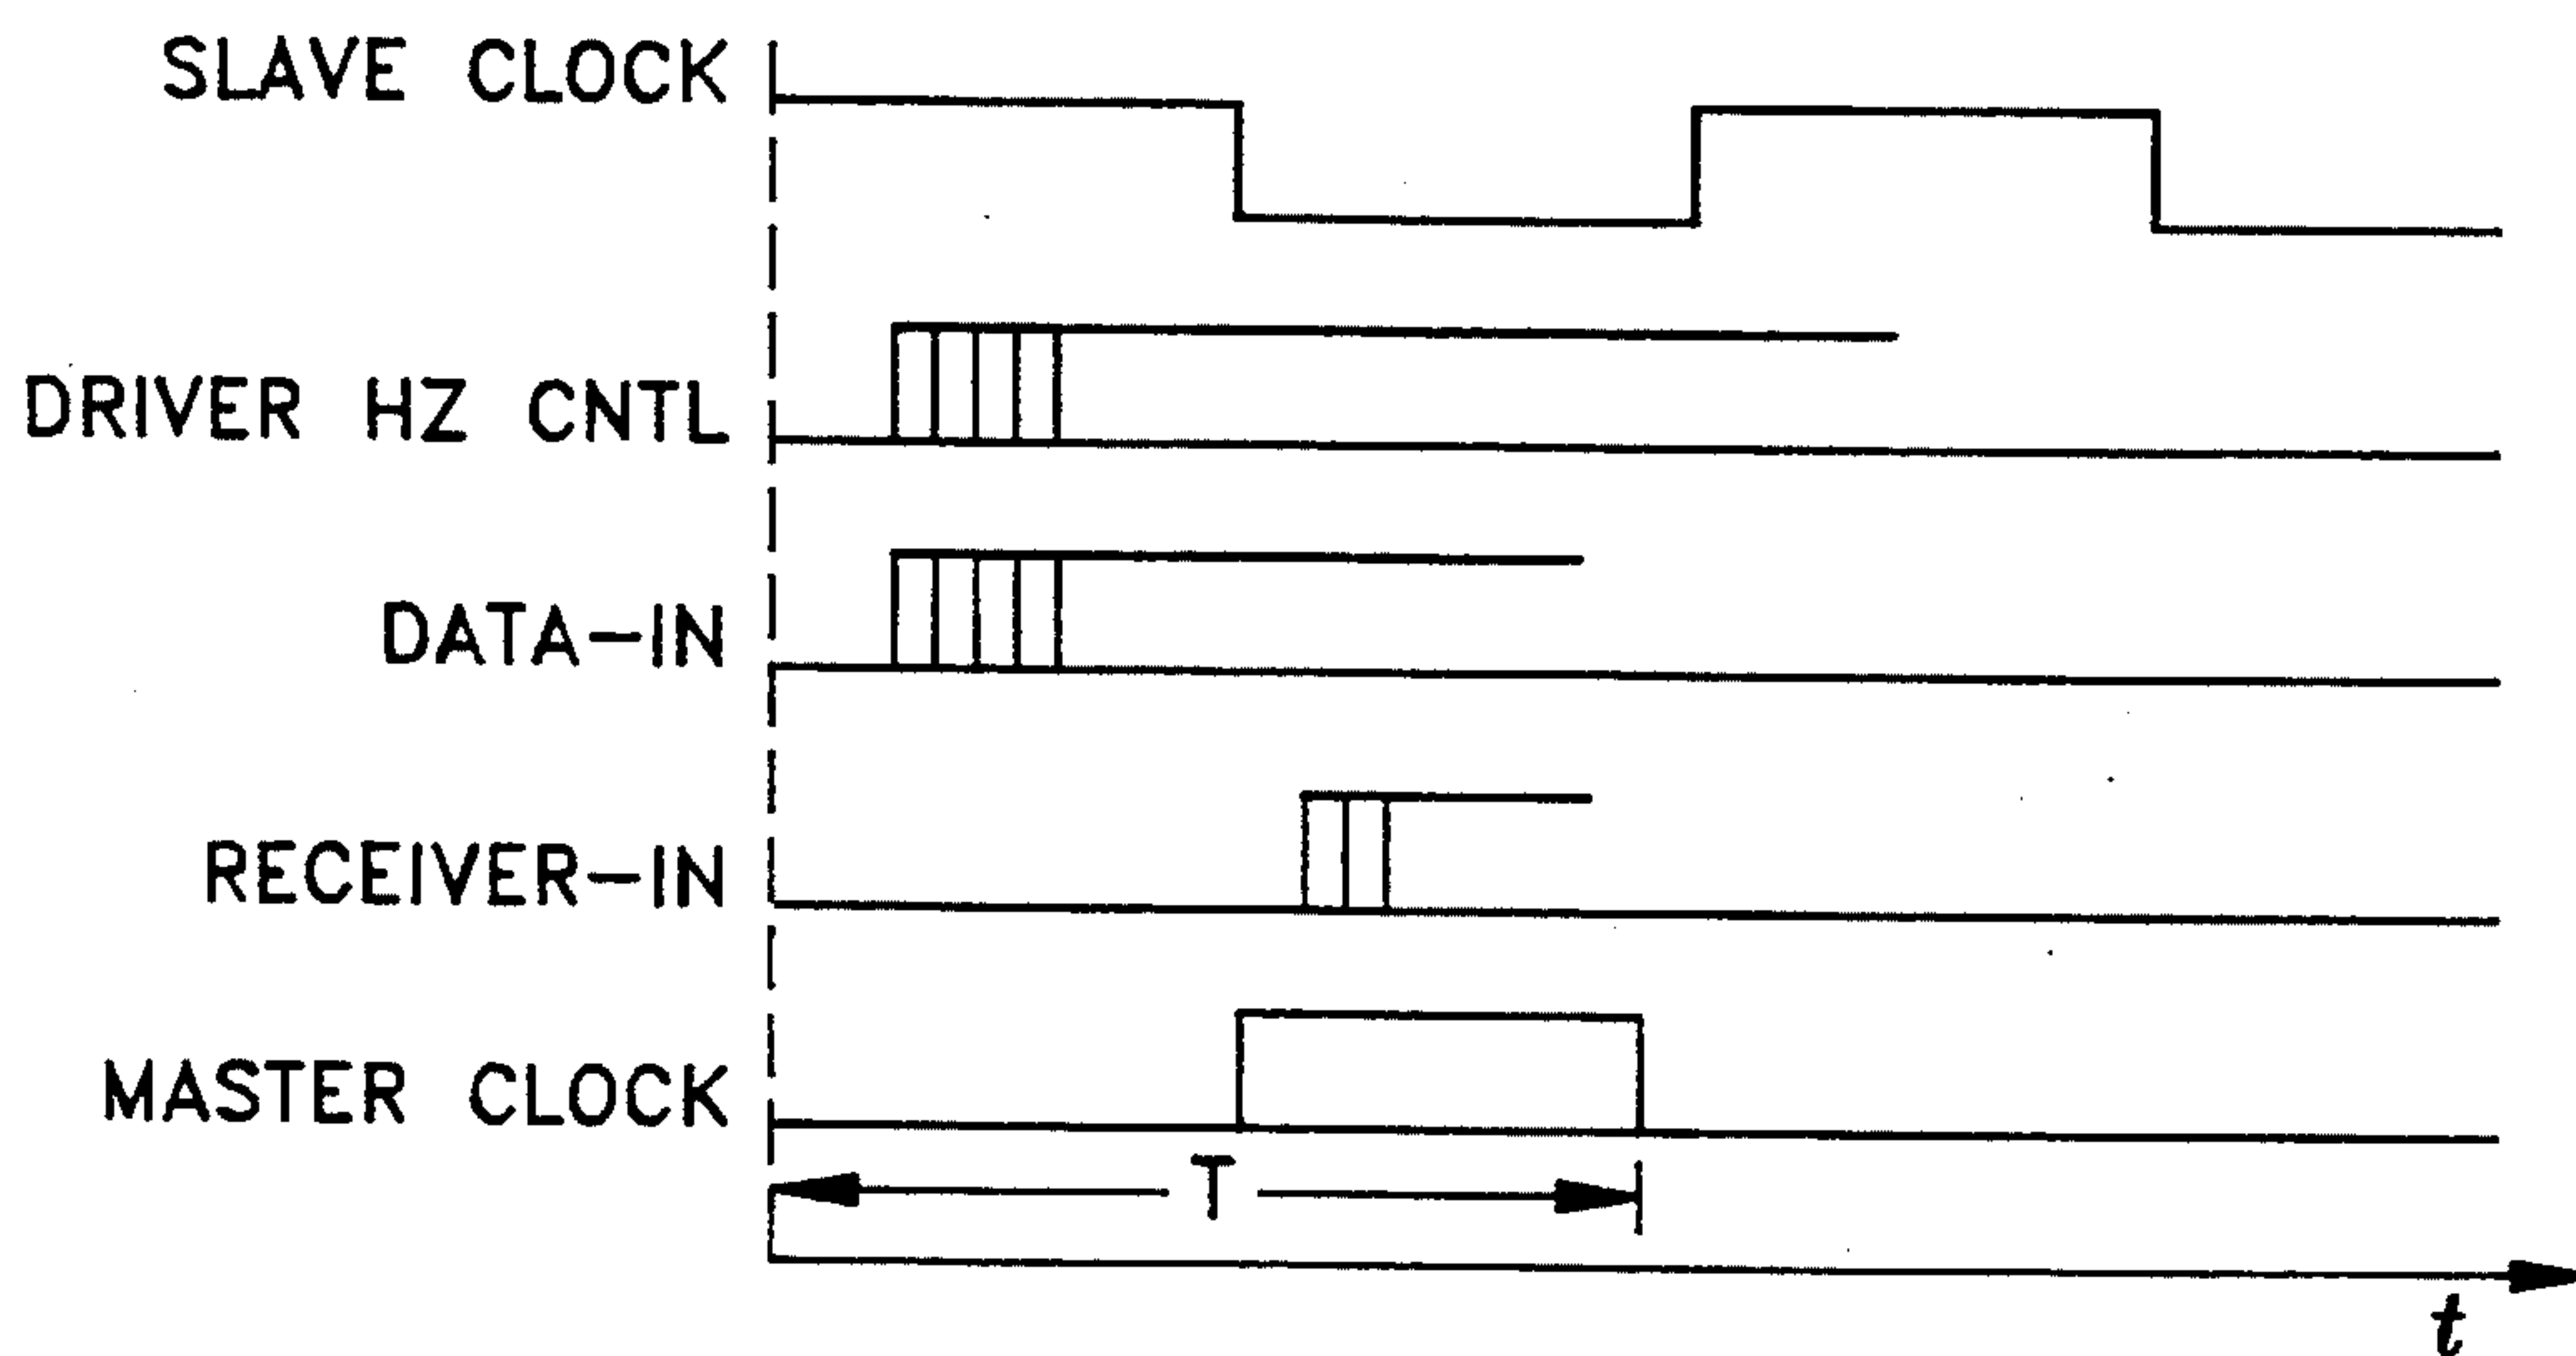 SLAVE CLOCK
DRIVER HZ CNTL
DATA-IN
RECEIVER-IN
MASTER CLOCK
T
t